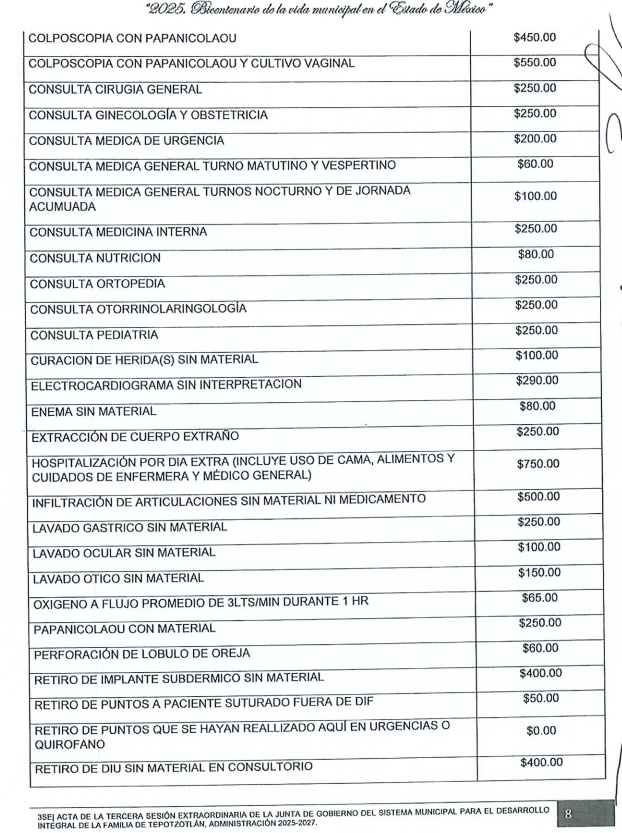 "2025. Bicentenario de la vida municipal en el Estado de México"
COLPOSCOPIA CON PAPANICOLAOU $450.00
COLPOSCOPIA CON PAPANICOLAOU Y CULTIVO VAGINAL $550.00
CONSULTA CIRUGIA GENERAL $250.00
CONSULTA GINECOLOGÍA Y OBSTETRICIA $250.00
CONSULTA MEDICA DE URGENCIA $200.00
CONSULTA MEDICA GENERAL TURNO MATUTINO Y VESPERTINO $60.00
CONSULTA MEDICA GENERAL TURNOS NOCTURNO Y DE JORNADA
ACUMUADA $100.00
CONSULTA MEDICINA INTERNA $250.00
CONSULTA NUTRICION $80.00
CONSULTA ORTOPEDIA $250.00
CONSULTA OTORRINOLARINGOLOGÍA $250.00
CONSULTA PEDIATRIA $250.00
CURACION DE HERIDA(S) SIN MATERIAL $100.00
ELECTROCARDIOGRAMA SIN INTERPRETACION $290.00
ENEMA SIN MATERIAL $80.00
EXTRACCIÓN DE CUERPO EXTRAÑO $250.00
HOSPITALIZACIÓN POR DIA EXTRA (INCLUYE USO DE CAMA, ALIMENTOS Y
CUIDADOS DE ENFERMERA Y MÉDICO GENERAL) $750.00
INFILTRACIÓN DE ARTICULACIONES SIN MATERIAL NI MEDICAMENTO $500.00
LAVADO GASTRICO SIN MATERIAL $250.00
LAVADO OCULAR SIN MATERIAL $100.00
LAVADO OTICO SIN MATERIAL $150.00
OXIGENO A FLUJO PROMEDIO DE 3LTS/MIN DURANTE 1 HR $65.00
PAPANICOLAOU CON MATERIAL $250.00
PERFORACIÓN DE LOBULO DE OREJA $60.00
RETIRO DE IMPLANTE SUBDERMICO SIN MATERIAL $400.00
RETIRO DE PUNTOS A PACIENTE SUTURADO FUERA DE DIF $50.00
RETIRO DE PUNTOS QUE SE HAYAN REALLIZADO AQUÍ EN URGENCIAS O
QUIROFANO $0.00
RETIRO DE DIU SIN MATERIAL EN CONSULTORIO $400.00
3SE| ACTA DE LA TERCERA SESIÓN EXTRAORDINARIA DE LA JUNTA DE GOBIERNO DEL SISTEMA MUNICIPAL PARA EL DESARROLLO
INTEGRAL DE LA FAMILIA DE TEPOTZOTLÁN, ADMINISTRACIÓN 2025-2027.
8